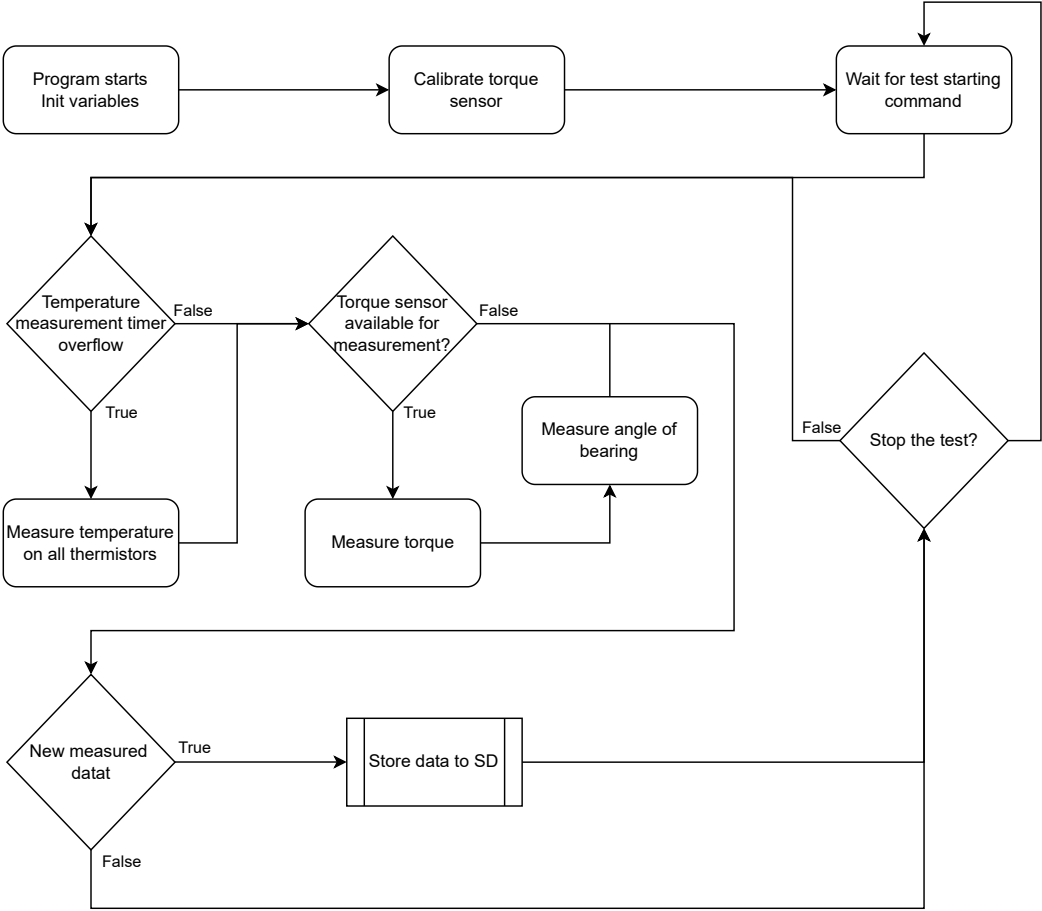 Program starts
Init variables
Calibrate torque
sensor
Wait for test starting
command
Temperature
measurement timer
overflow
False
True
Torque sensor
available for
measurement?
False
True
Measure angle of
bearing
False
Stop the test?
Measure temperature
on all thermistors
Measure torque
New measured
datat
True
False
Store data to SD